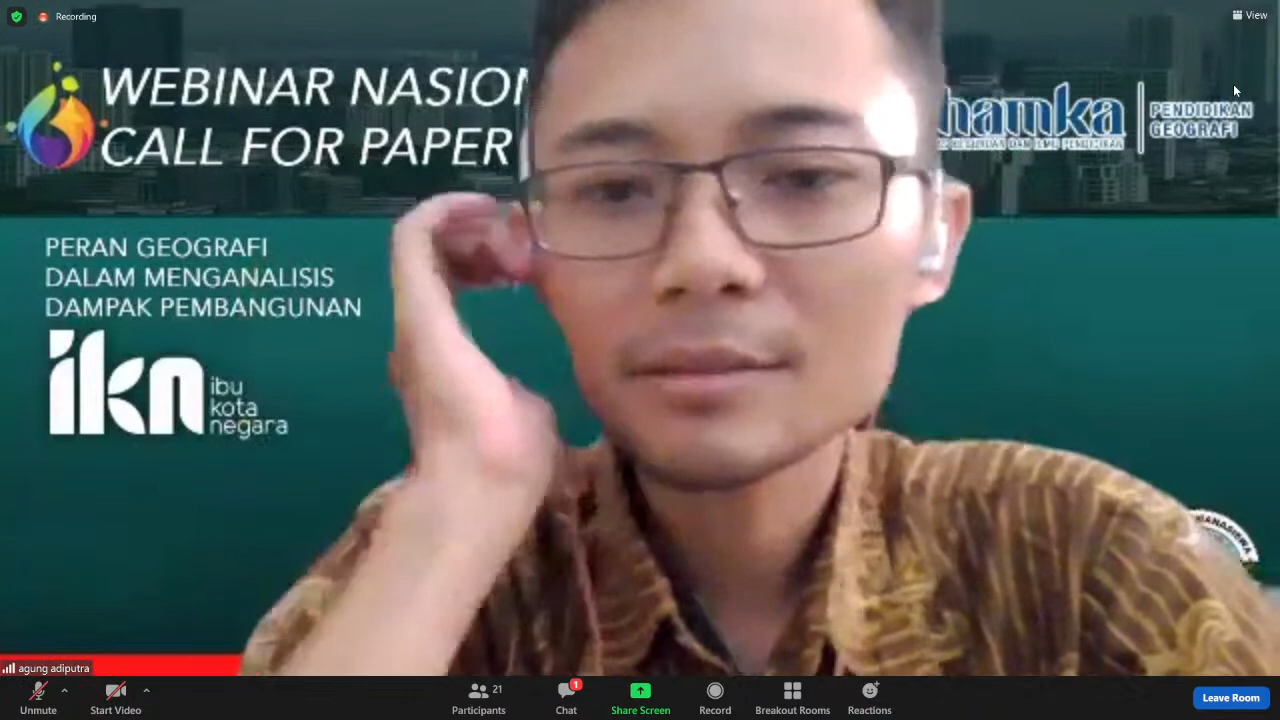 Recording
View
WEBINAR NASION
CALL FOR PAPER
hamka
PENDIDIKAN
GEOGRAFI
PERAN GEOGRAFI
DALAM MENGANALISIS
DAMPAK PEMBANGUNAN
ikn
ibu
kota
negara
agung adiputra
Unmute
Start Video
Participants
21
Chat
1
Share Screen
Record
Breakout Rooms
Reactions
Leave Room